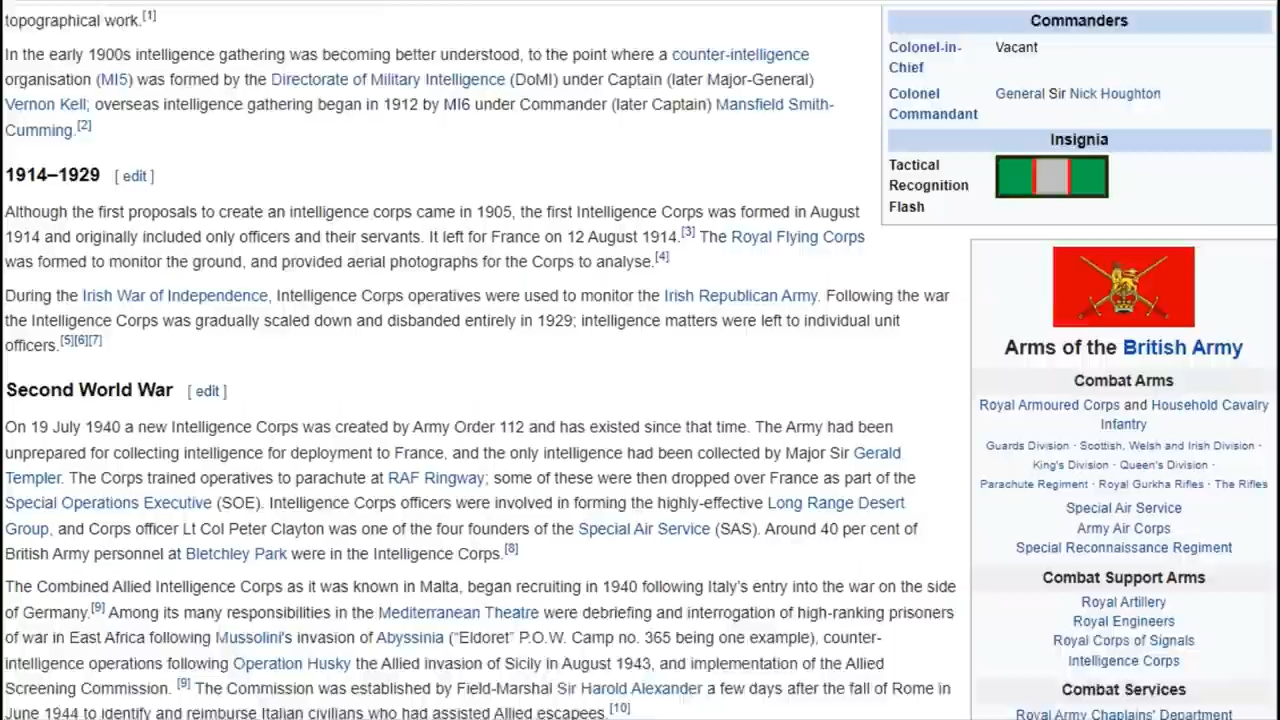 topographical work.[1]
In the early 1900s intelligence gathering was becoming better understood, to the point where a counter-intelligence
organisation (MI5) was formed by the Directorate of Military Intelligence (DoMI) under Captain (later Major-General)
Vernon Kell; overseas intelligence gathering began in 1912 by MI6 under Commander (later Captain) Mansfield Smith-
Cumming.[2]
1914–1929 [ edit ]
Although the first proposals to create an intelligence corps came in 1905, the first Intelligence Corps was formed in August
1914 and originally included only officers and their servants. It left for France on 12 August 1914.[3] The Royal Flying Corps
was formed to monitor the ground, and provided aerial photographs for the Corps to analyse.[4]
During the Irish War of Independence, Intelligence Corps operatives were used to monitor the Irish Republican Army. Following the war
the Intelligence Corps was gradually scaled down and disbanded entirely in 1929; intelligence matters were left to individual unit
officers.[5][6][7]
Second World War [ edit ]
On 19 July 1940 a new Intelligence Corps was created by Army Order 112 and has existed since that time. The Army had been
unprepared for collecting intelligence for deployment to France, and the only intelligence had been collected by Major Sir Gerald
Templer. The Corps trained operatives to parachute at RAF Ringway; some of these were then dropped over France as part of the
Special Operations Executive (SOE). Intelligence Corps officers were involved in forming the highly-effective Long Range Desert
Group, and Corps officer Lt Col Peter Clayton was one of the four founders of the Special Air Service (SAS). Around 40 per cent of
British Army personnel at Bletchley Park were in the Intelligence Corps.[8]
The Combined Allied Intelligence Corps as it was known in Malta, began recruiting in 1940 following Italy's entry into the war on the side
of Germany.[9] Among its many responsibilities in the Mediterranean Theatre were debriefing and interrogation of high-ranking prisoners
of war in East Africa following Mussolini's invasion of Abyssinia ("Eldoret" P.O.W. Camp no. 365 being one example), counter-
intelligence operations following Operation Husky the Allied invasion of Sicily in August 1943, and implementation of the Allied
Screening Commission. [9] The Commission was established by Field-Marshal Sir Harold Alexander a few days after the fall of Rome in
June 1944 to identify and reimburse Italian civilians who had assisted Allied escapees.[10]
Commanders
Colonel-in- Vacant
Chief
Colonel General Sir Nick Houghton
Commandant
Insignia
Tactical
Recognition
Flash
Arms of the British Army
Combat Arms
Royal Armoured Corps and Household Cavalry
Infantry
Guards Division · Scottish, Welsh and Irish Division ·
King's Division · Queen's Division ·
Parachute Regiment · Royal Gurkha Rifles · The Rifles
Special Air Service
Army Air Corps
Special Reconnaissance Regiment
Combat Support Arms
Royal Artillery
Royal Engineers
Royal Corps of Signals
Intelligence Corps
Combat Services
Royal Army Chaplains' Department